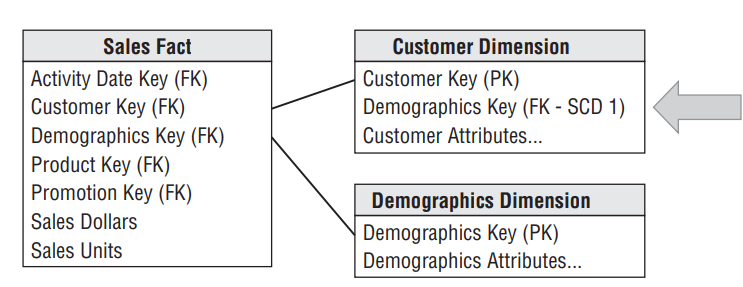 Sales Fact
Activity Date Key (FK)
Customer Key (FK)
Demographics Key (FK)
Product Key (FK)
Promotion Key (FK)
Sales Dollars
Sales Units
Customer Dimension
Customer Key (PK)
Demographics Key (FK - SCD 1)
Customer Attributes...
Demographics Dimension
Demographics Key (PK)
Demographics Attributes...